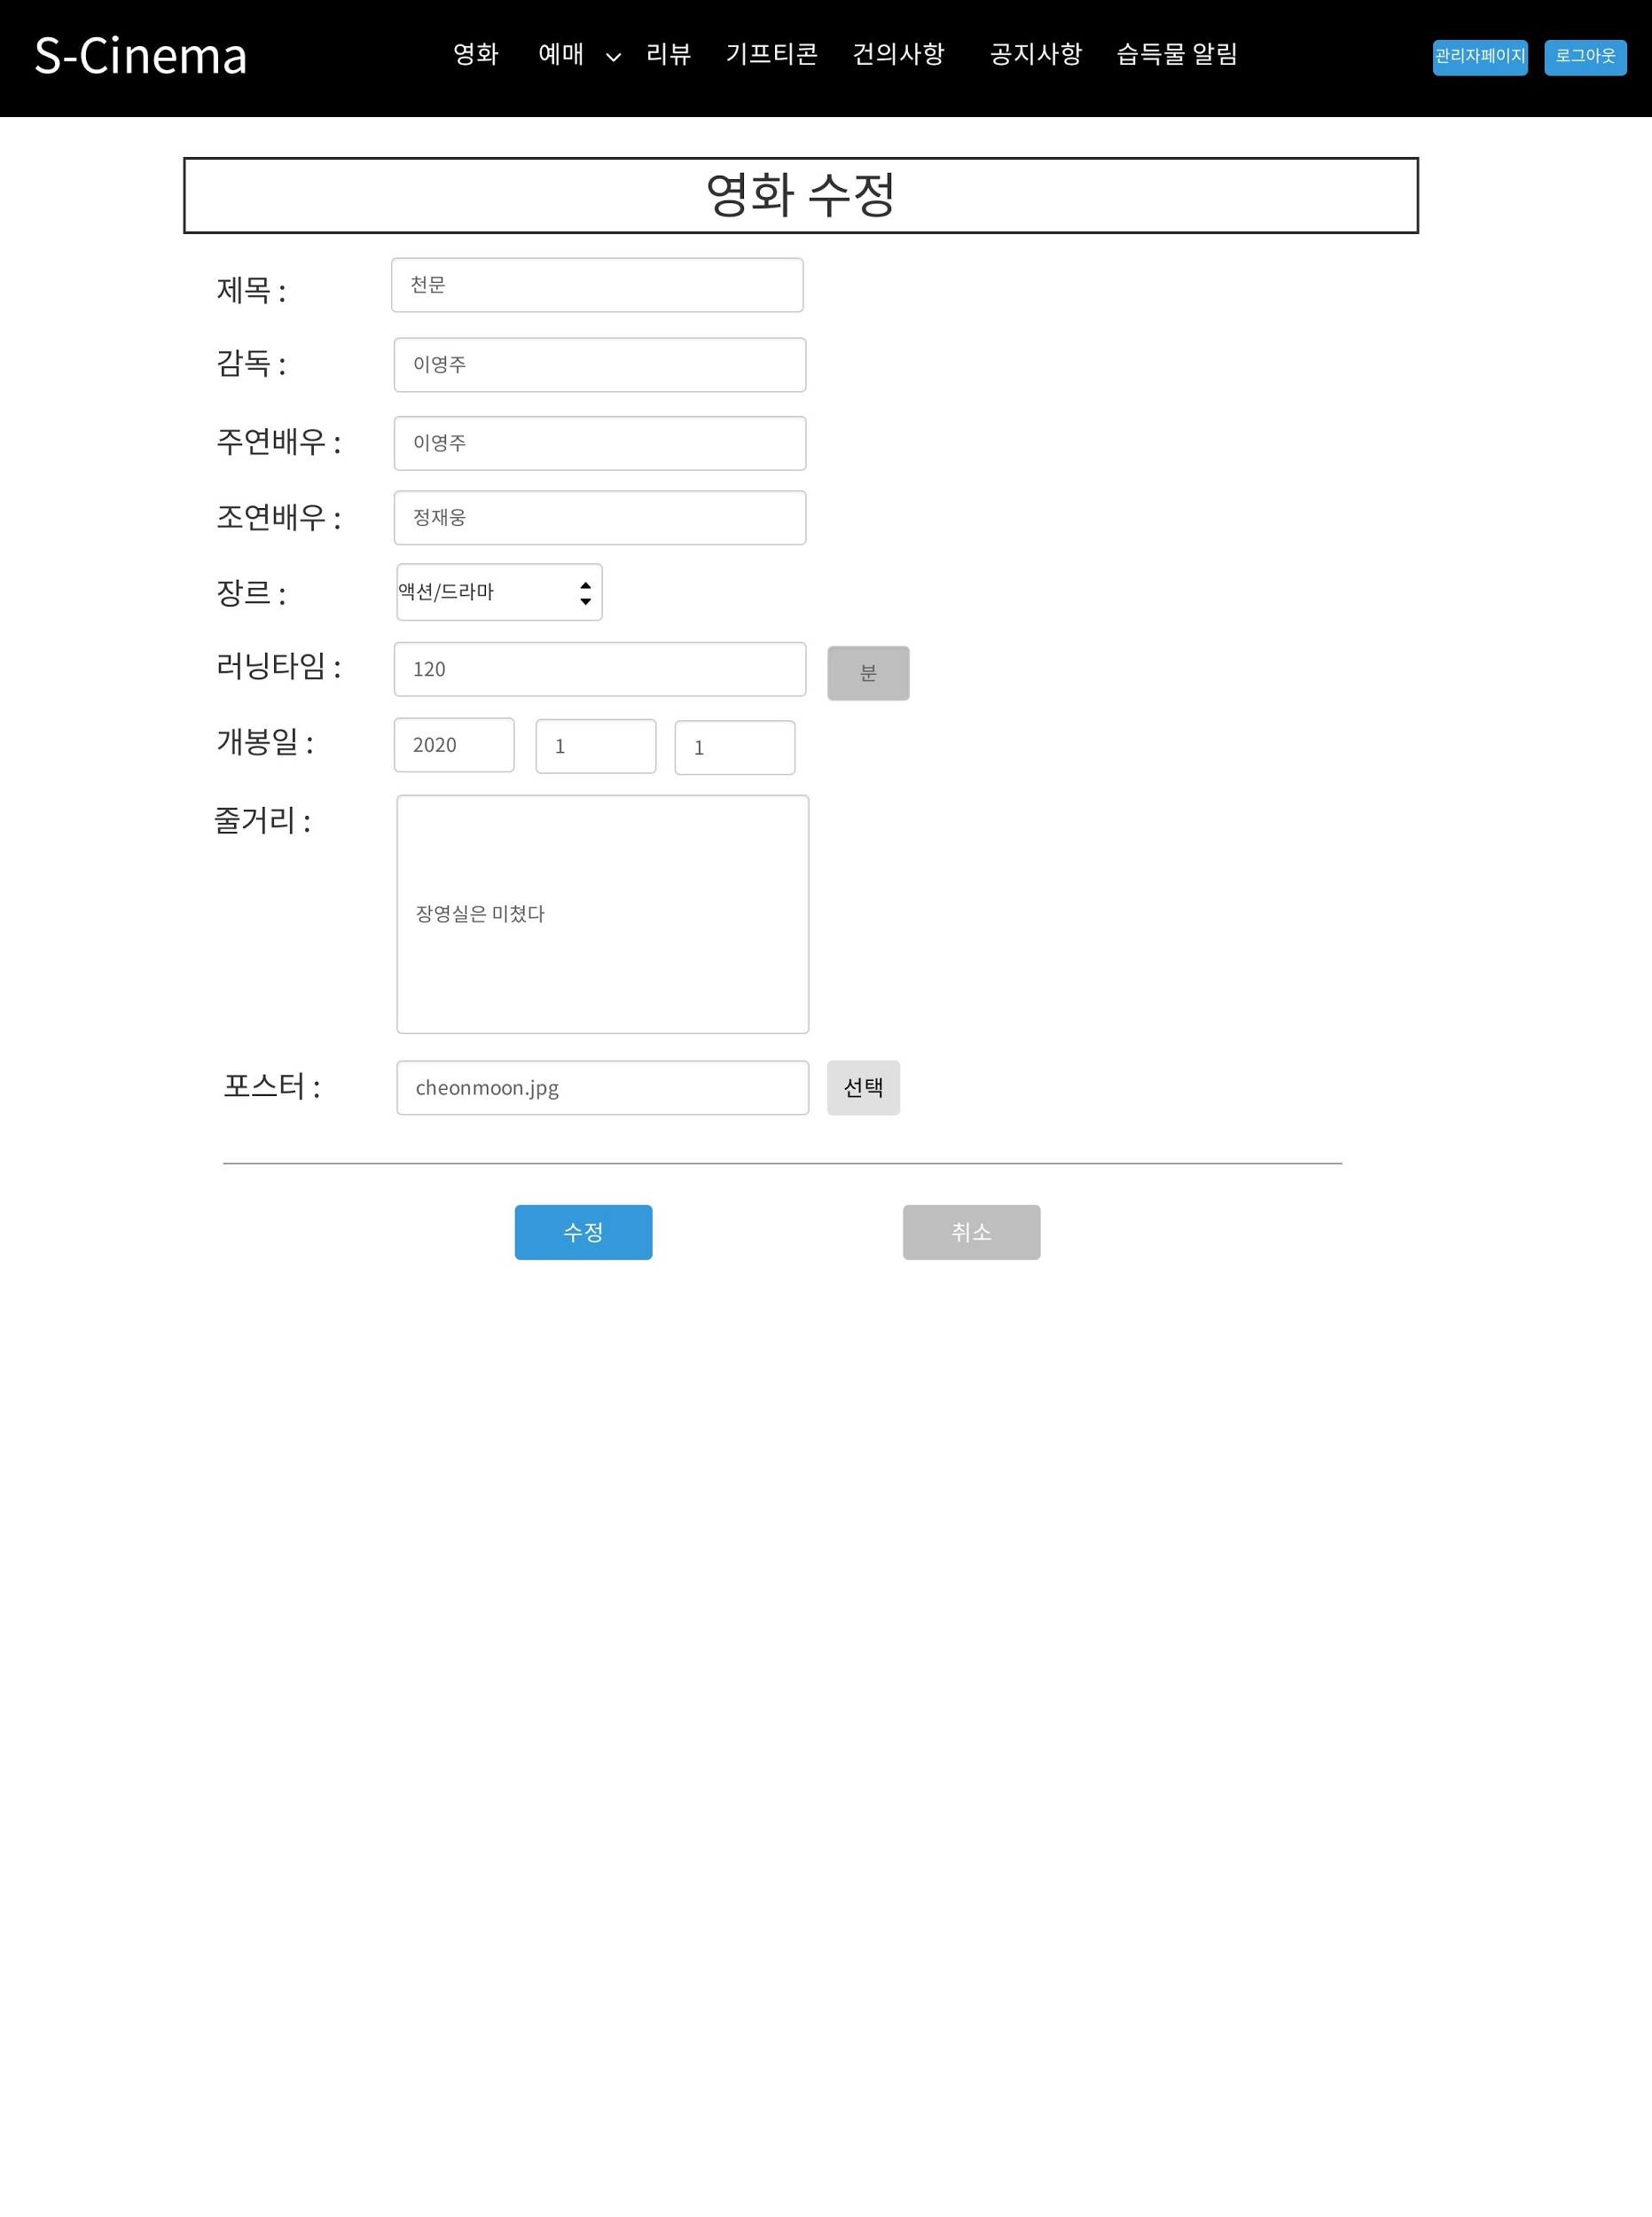 S-Cinema 영화 예매 리뷰 기프티콘 건의사항 공지사항 습득물 알림 관리자페이지 로그아웃
영화 수정
제목 : 천문
감독 : 이영주
주연배우 : 이영주
조연배우 : 정재웅
장르 : 액션/드라마
러닝타임 : 120 분
개봉일 : 2020 1 1
줄거리 :
장영실은 미쳤다
포스터 : cheonmoon.jpg 선택
수정 취소